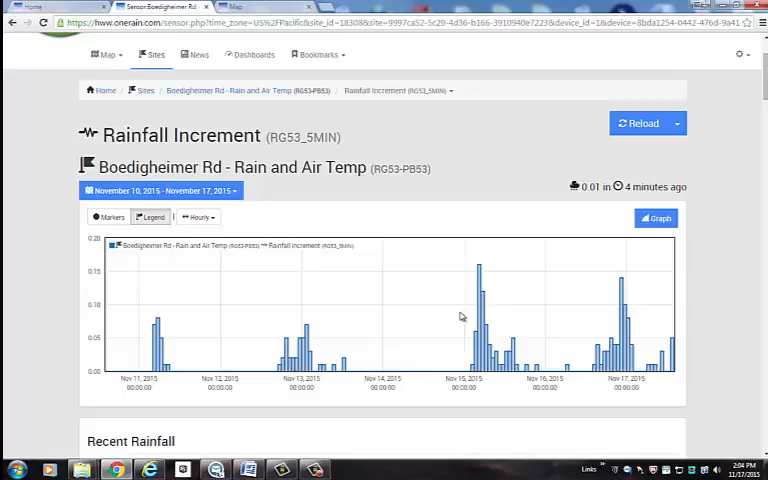 Home
Sensor:Boedigheimer Rd
Map
https://hwww.onerain.com/sensor.php?time_zone=US%2FPacific&site_id=18308&site=9997ca52-5c29-4d36-b166-3910940e7223&device_id=1&device=8bda1254-0442-476d-9a41
Map Sites News Dashboards Bookmarks
Home / Sites / Boedigheimer Rd - Rain and Air Temp (RG53-PB53) / Rainfall Increment (RG53_5MIN)
Rainfall Increment (RG53_5MIN)
Reload
Boedigheimer Rd - Rain and Air Temp (RG53-PB53)
November 10, 2015 - November 17, 2015
0.01 in 4 minutes ago
Markers Legend | Hourly
Graph
Boedigheimer Rd - Rain and Air Temp (RG53-PB53) Rainfall Increment (RG53_5MIN)
0.20
0.15
0.10
0.05
0.00
Nov 11, 2015 Nov 12, 2015 Nov 13, 2015 Nov 14, 2015 Nov 15, 2015 Nov 16, 2015 Nov 17, 2015
00:00:00 00:00:00 00:00:00 00:00:00 00:00:00 00:00:00 00:00:00
Recent Rainfall
Links
2:04 PM
11/17/2015